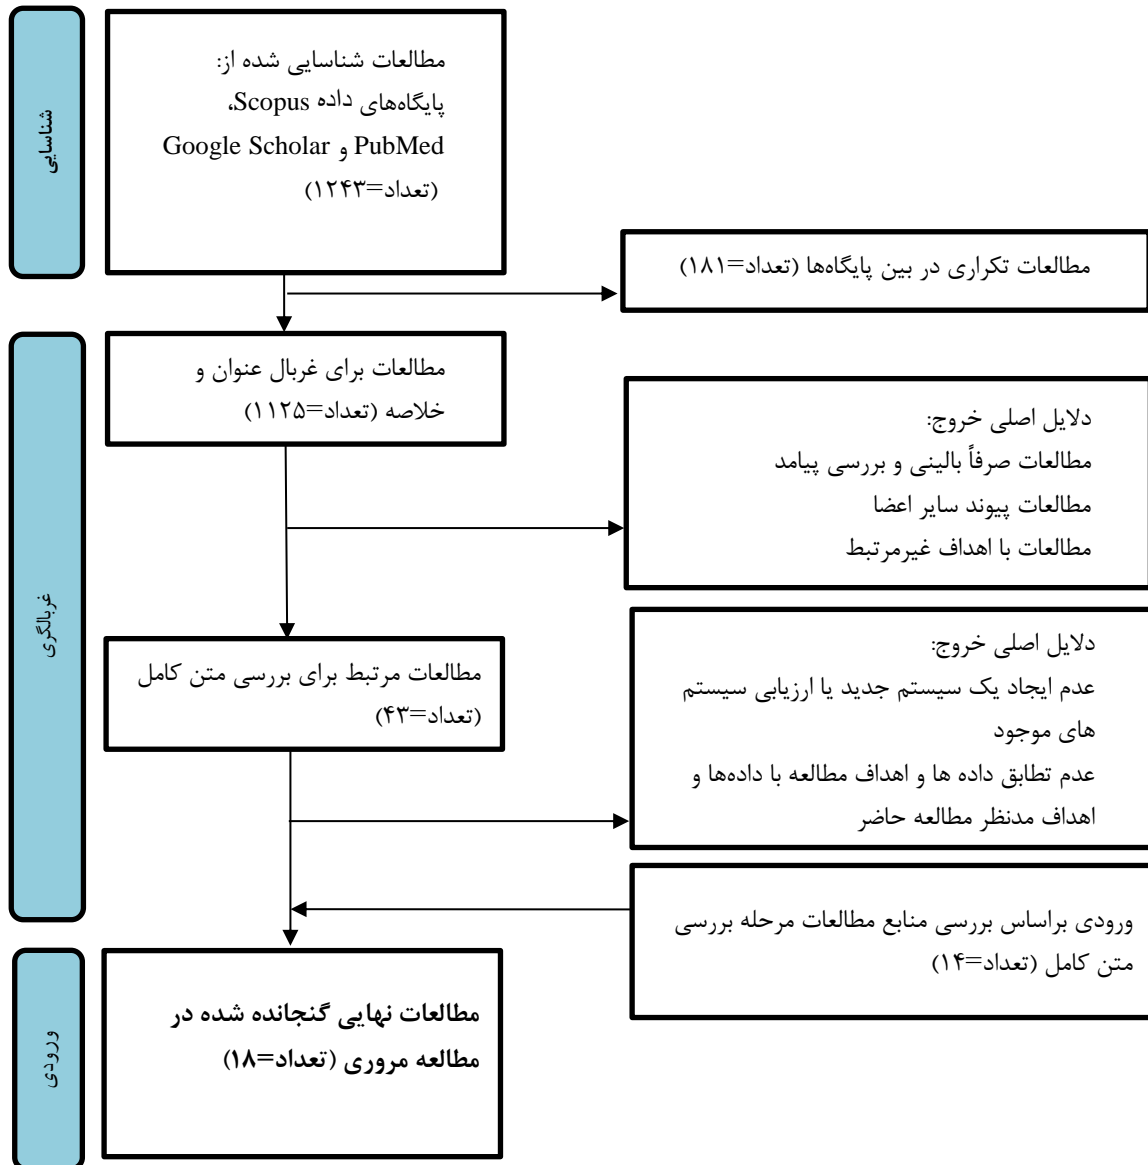 شناسایی
مطالعات شناسایی شده از:
پایگاه‌های داده Scopus،
PubMed و Google Scholar
(تعداد=۱۲۴۳)
مطالعات تکراری در بین پایگاه‌ها (تعداد=۱۸۱)
غربالگری
مطالعات برای غربال عنوان و
خلاصه (تعداد=۱۱۲۵)
دلایل اصلی خروج:
مطالعات صرفاً بالینی و بررسی پیامد
مطالعات پیوند سایر اعضا
مطالعات با اهداف غیرمرتبط
مطالعات مرتبط برای بررسی متن کامل
(تعداد=۴۳)
دلایل اصلی خروج:
عدم ایجاد یک سیستم جدید یا ارزیابی سیستم
های موجود
عدم تطابق داده ها و اهداف مطالعه با داده‌ها و
اهداف مدنظر مطالعه حاضر
ورودی براساس بررسی منابع مطالعات مرحله بررسی
متن کامل (تعداد=۱۴)
ورودی
مطالعات نهایی گنجانده شده در
مطالعه مروری (تعداد=۱۸)